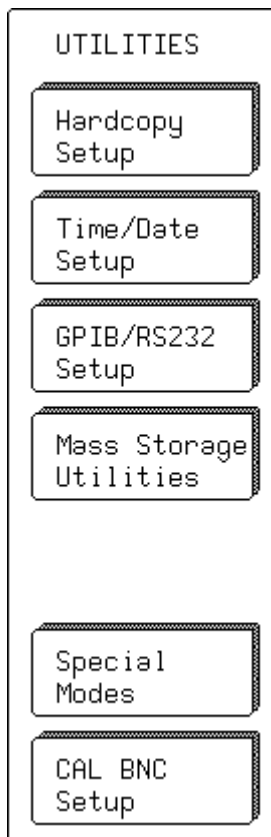 UTILITIES
Hardcopy
Setup
Time/Date
Setup
GPIB/RS232
Setup
Mass Storage
Utilities
Special
Modes
CAL BNC
Setup